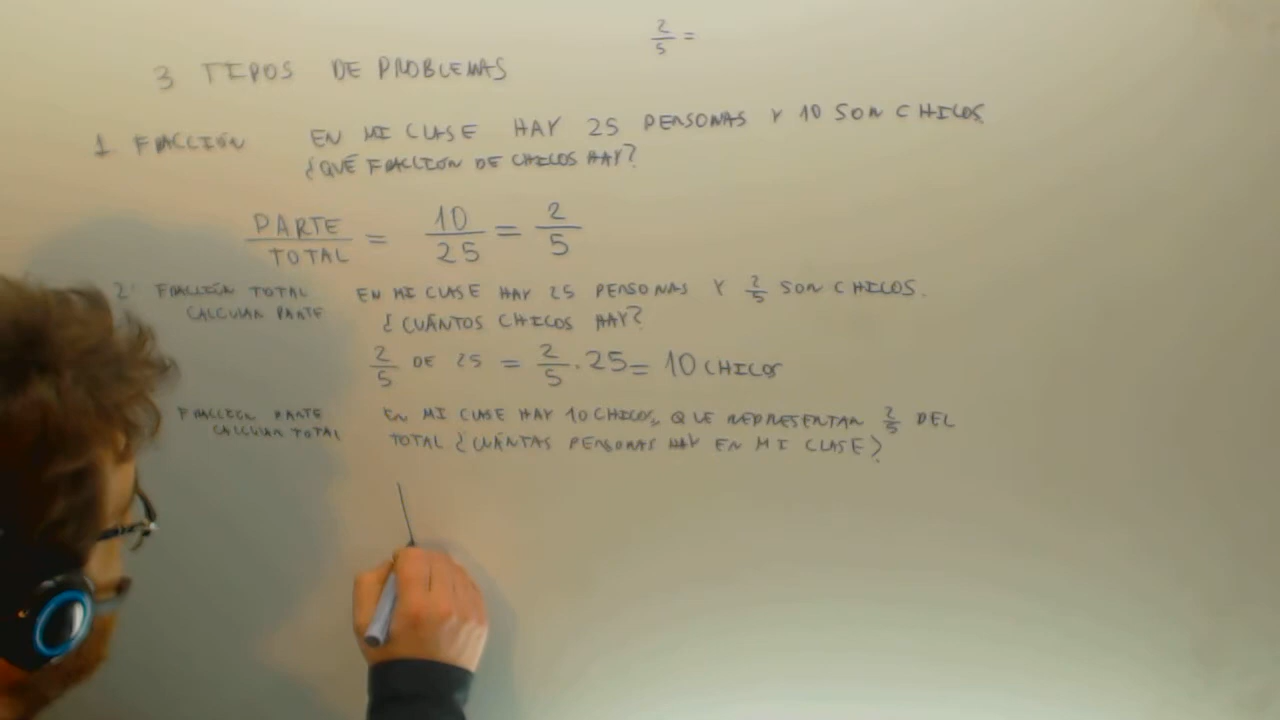 2/5 =
3 TIPOS DE PROBLEMAS
1 FRACCIÓN EN MI CLASE HAY 25 PERSONAS Y 10 SON CHICOS.
¿QUÉ FRACCIÓN DE CHICOS HAY?
PARTE/TOTAL = 10/25 = 2/5
2 FRACCIÓN TOTAL EN MI CLASE HAY 25 PERSONAS Y 2/5 SON CHICOS.
CALCULAR PARTE ¿CUÁNTOS CHICOS HAY?
2/5 DE 25 = 2/5 . 25 = 10 CHICOS
FRACCIÓN PARTE EN MI CLASE HAY 10 CHICOS, QUE REPRESENTAN 2/5 DEL
CALCULAR TOTAL TOTAL ¿CUÁNTAS PERSONAS HAY EN MI CLASE?